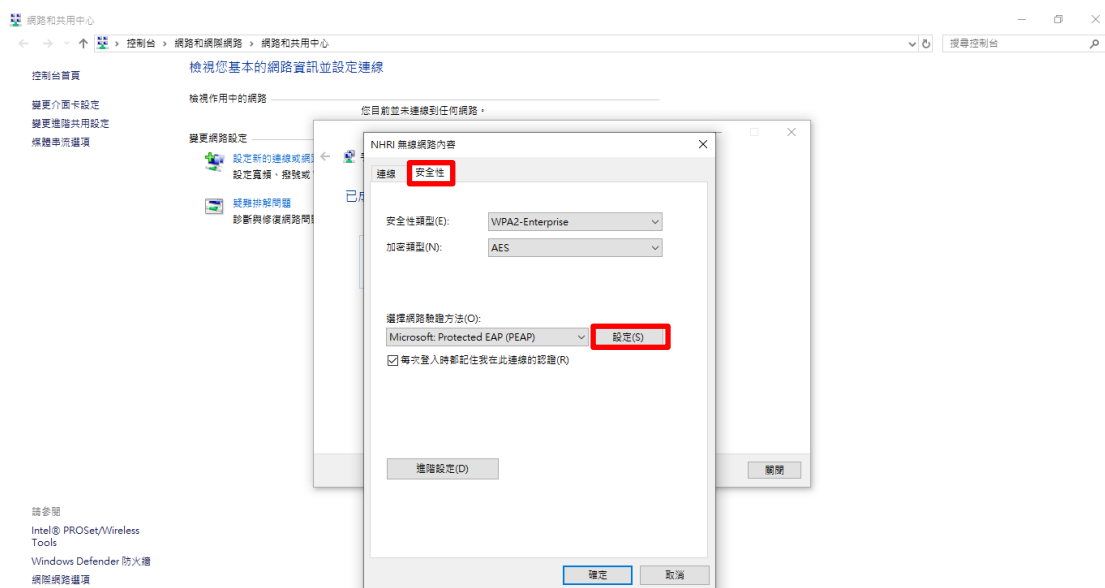 網路和共用中心
控制台 › 網路和網際網路 › 網路和共用中心
搜尋控制台
控制台首頁
變更介面卡設定
變更進階共用設定
媒體串流選項
檢視您基本的網路資訊並設定連線
檢視作用中的網路
您目前並未連線到任何網路。
變更網路設定
設定新的連線或網
設定寬頻、撥號或
疑難排解問題
診斷與修復網路問
已
NHRI 無線網路內容
連線
安全性
安全性類型(E):
WPA2-Enterprise
加密類型(N):
AES
選擇網路驗證方法(O):
Microsoft: Protected EAP (PEAP)
設定(S)
每次登入時都記住我在此連線的認證(R)
進階設定(D)
關閉
確定
取消
請參閱
Intel® PROSet/Wireless
Tools
Windows Defender 防火牆
網際網路選項